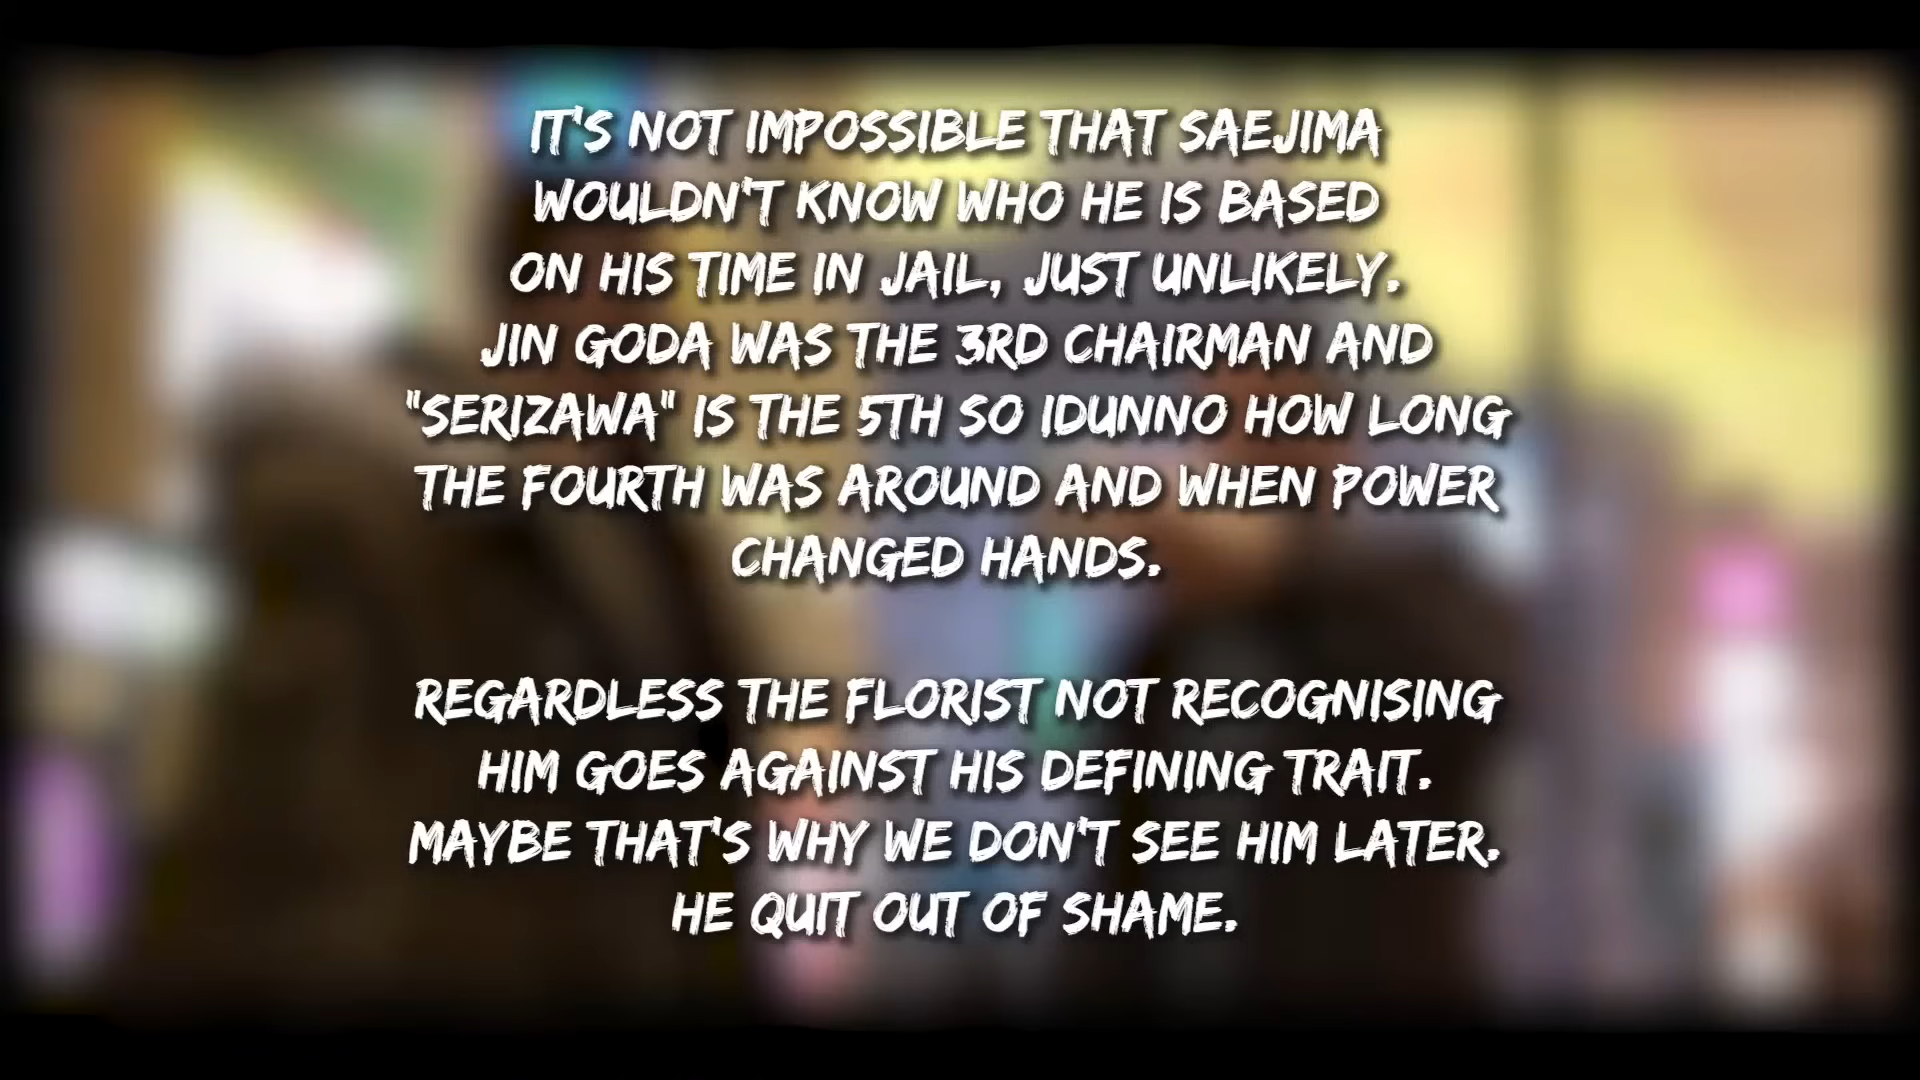 IT'S NOT IMPOSSIBLE THAT SAEJIMA
WOULDN'T KNOW WHO HE IS BASED
ON HIS TIME IN JAIL, JUST UNLIKELY.
JIN GODA WAS THE 3RD CHAIRMAN AND
"SERIZAWA" IS THE 5TH SO IDUNNO HOW LONG
THE FOURTH WAS AROUND AND WHEN POWER
CHANGED HANDS.
REGARDLESS THE FLORIST NOT RECOGNISING
HIM GOES AGAINST HIS DEFINING TRAIT.
MAYBE THAT'S WHY WE DON'T SEE HIM LATER.
HE QUIT OUT OF SHAME.